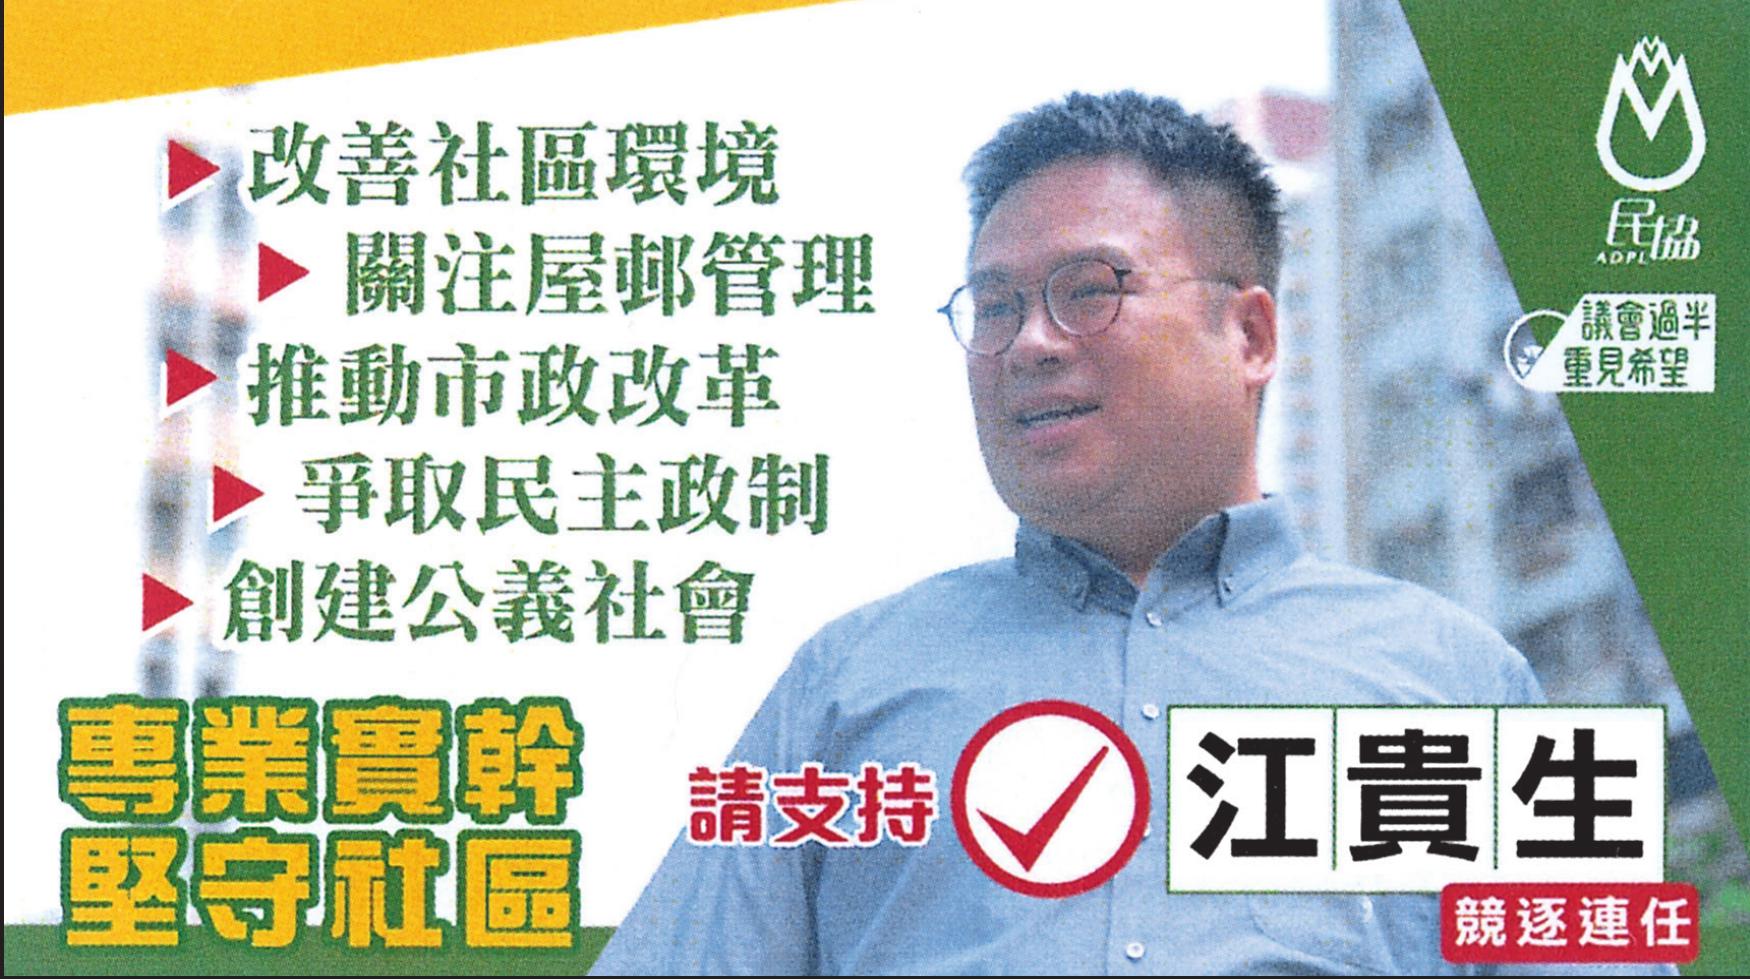 改善社區環境
關注屋邨管理
推動市政改革
爭取民主政制
創建公義社會
專業實幹
堅守社區
請支持
江貴生
競逐連任
民協
ADPL
議會過半
重見希望